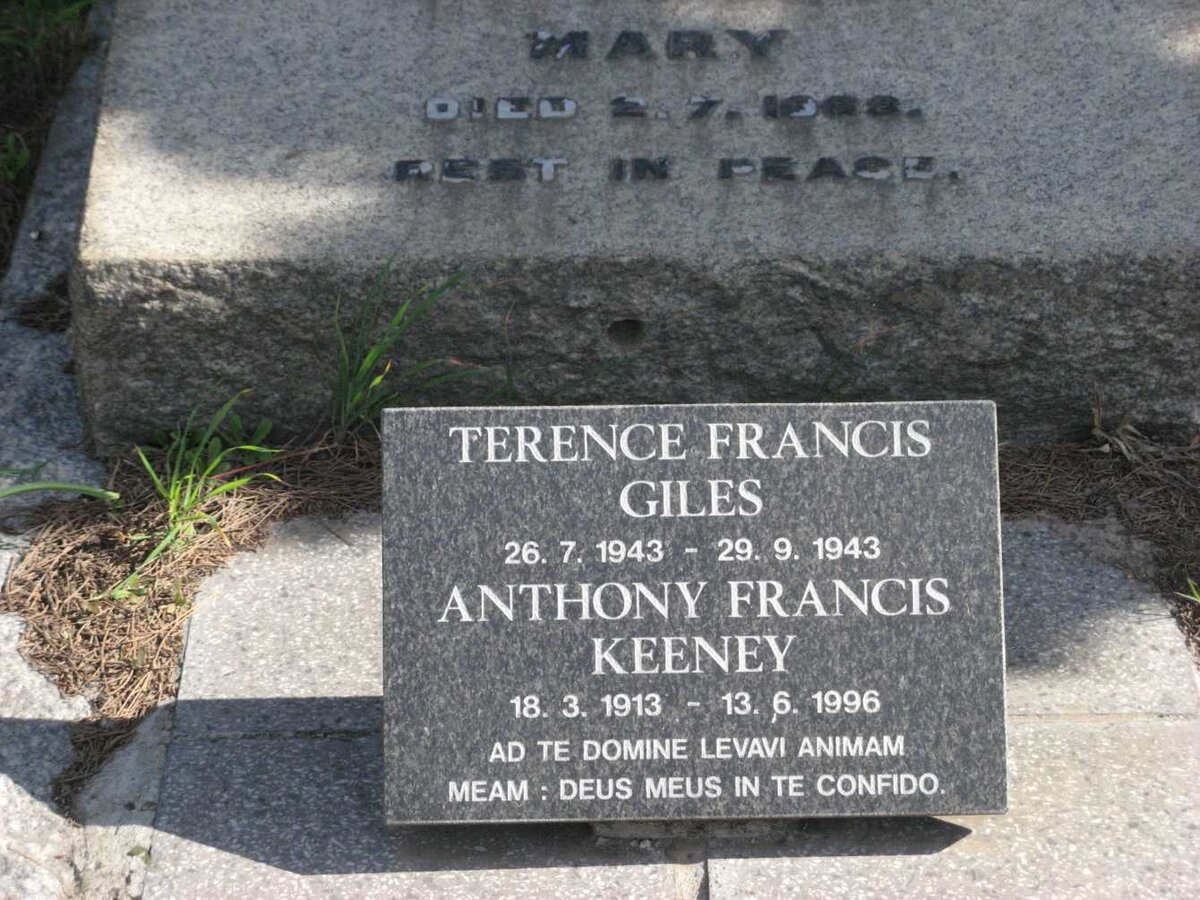 MARY
DIED 2.7.1968.
REST IN PEACE.
TERENCE FRANCIS
GILES
26. 7. 1943 - 29. 9. 1943
ANTHONY FRANCIS
KEENEY
18. 3. 1913 - 13. 6. 1996
AD TE DOMINE LEVAVI ANIMAM
MEAM : DEUS MEUS IN TE CONFIDO.